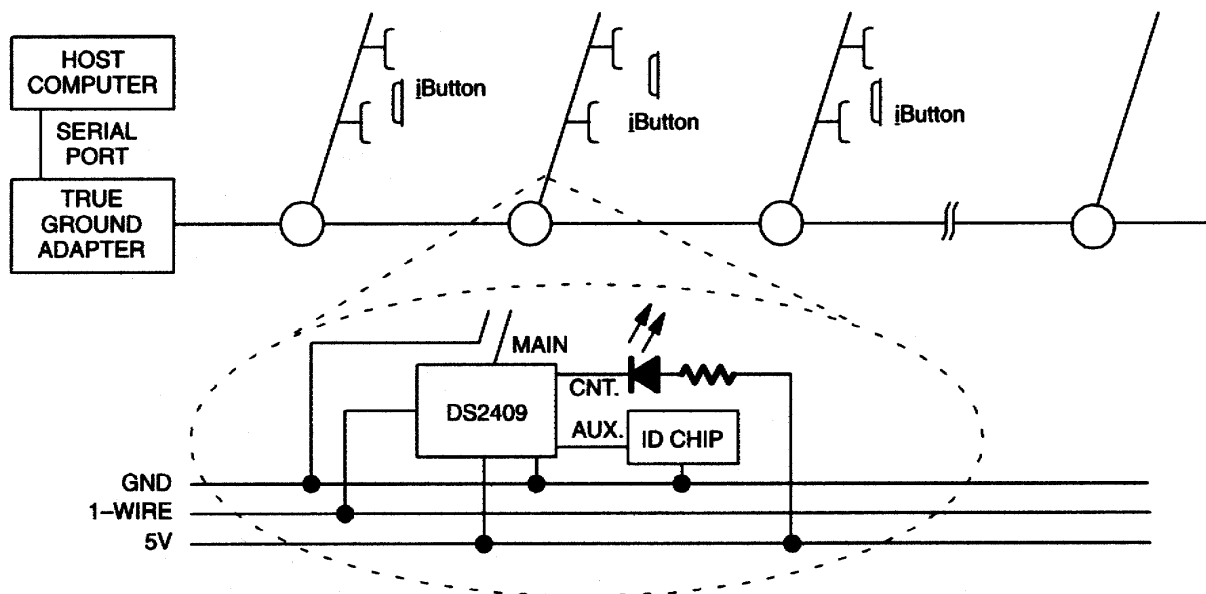 HOST
COMPUTER
SERIAL
PORT
TRUE
GROUND
ADAPTER
iButton
iButton
iButton
MAIN
CNT.
DS2409
AUX.
ID CHIP
GND
1–WIRE
5V